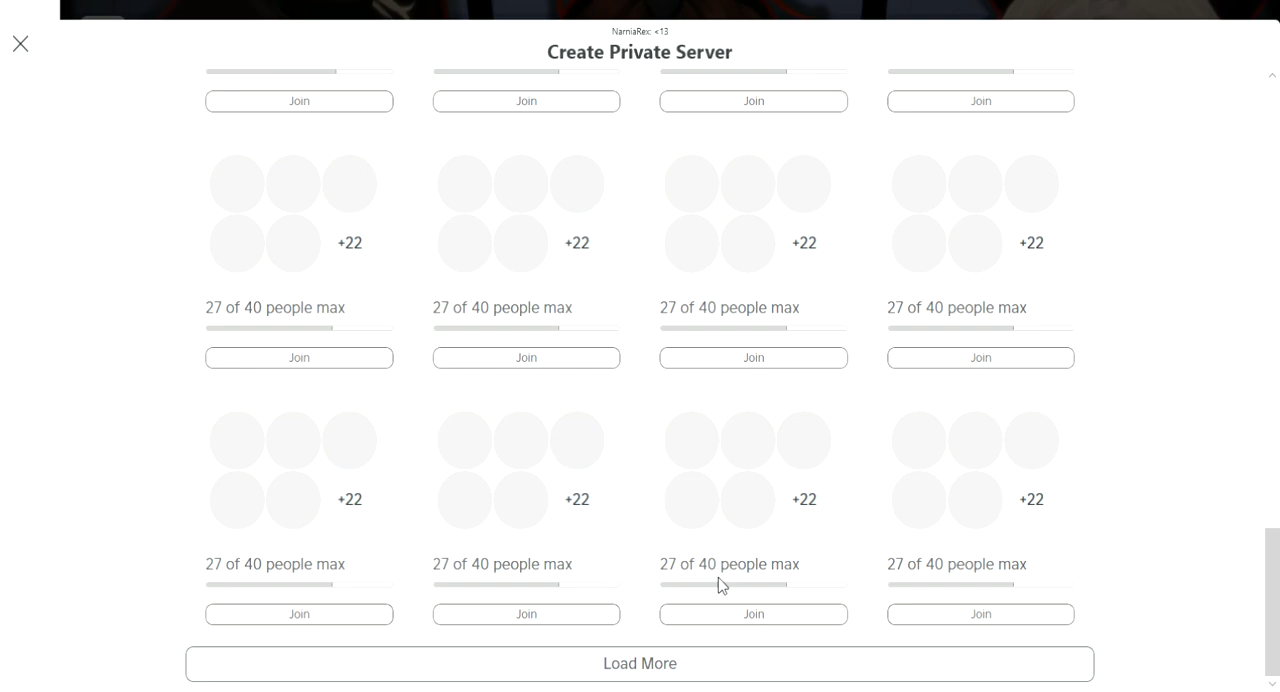 NarniaRex: <13
Create Private Server
Join Join Join Join
+22 +22 +22 +22
27 of 40 people max 27 of 40 people max 27 of 40 people max 27 of 40 people max
Join Join Join Join
+22 +22 +22 +22
27 of 40 people max 27 of 40 people max 27 of 40 people max 27 of 40 people max
Join Join Join Join
Load More